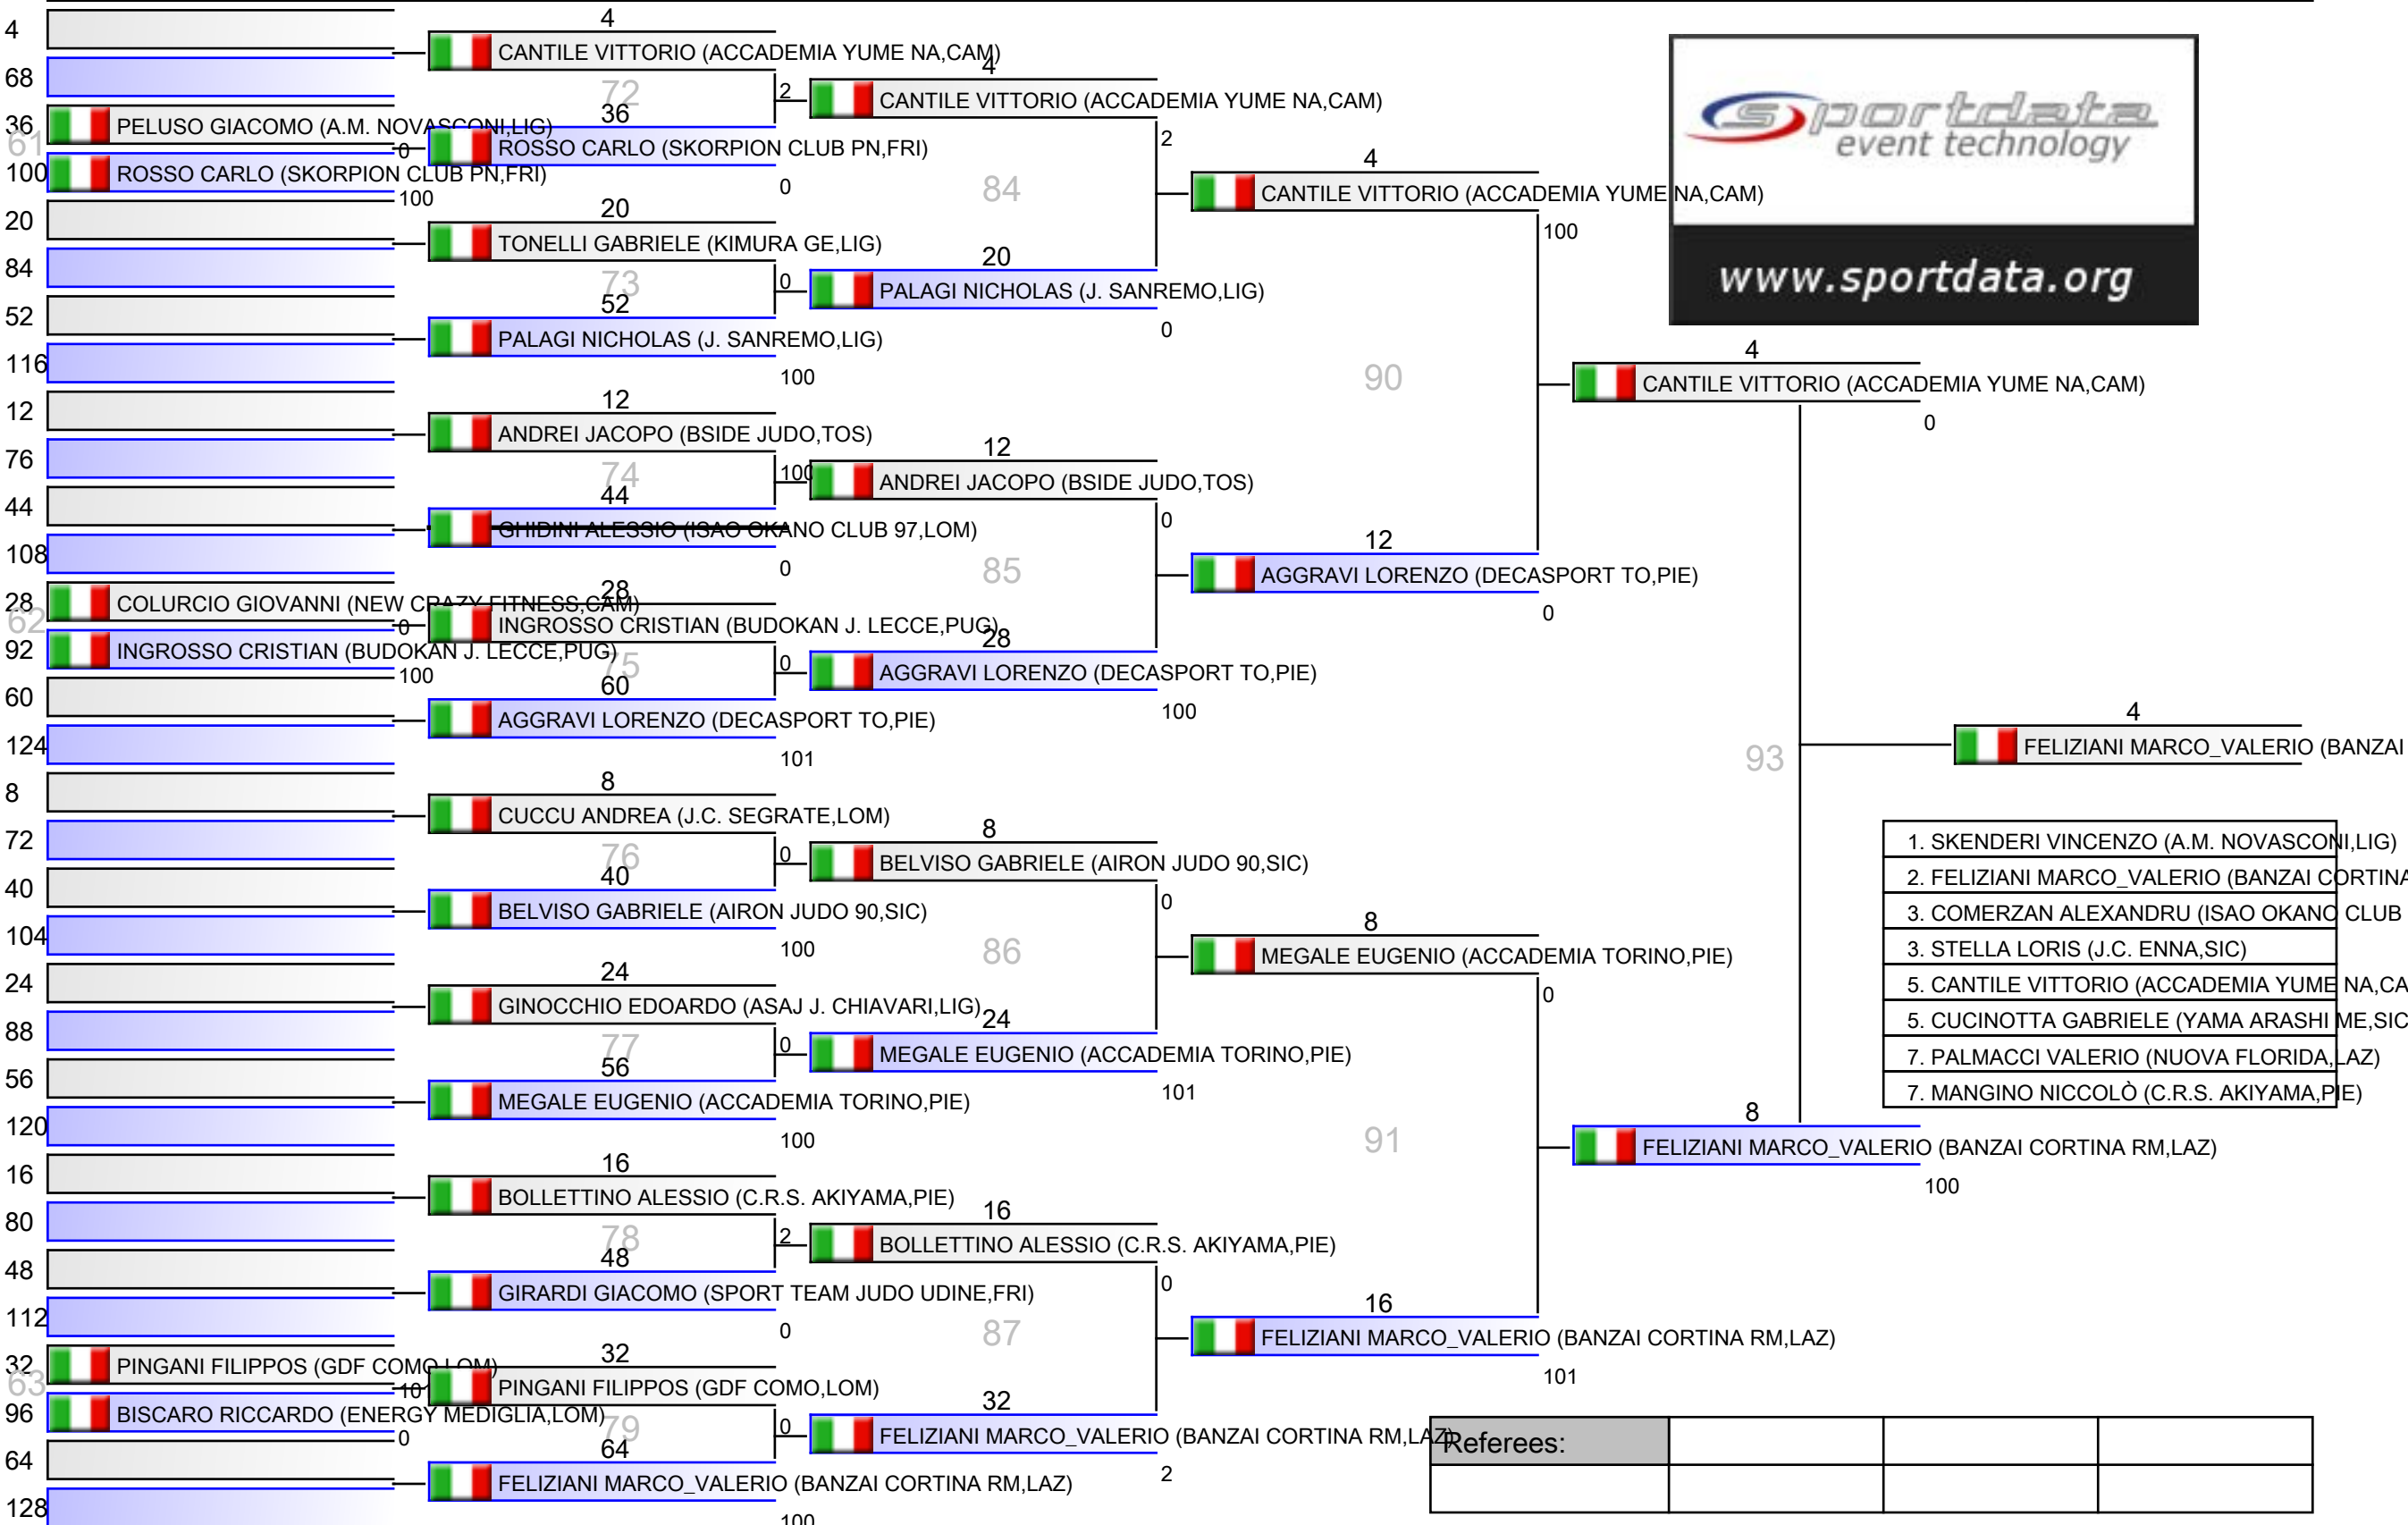 4
68
36
61
100
20
84
52
116
12
76
44
108
28
62
92
60
124
8
72
40
104
24
88
56
120
16
80
48
112
32
63
96
64
128
PELUSO GIACOMO (A.M. NOVASCONI,LIG)
0
ROSSO CARLO (SKORPION CLUB PN,FRI)
100
COLURCIO GIOVANNI (NEW CRAZY FITNESS,CAM)
0
INGROSSO CRISTIAN (BUDOKAN J. LECCE,PUG)
100
PINGANI FILIPPOS (GDF COMO,LOM)
101
BISCARO RICCARDO (ENERGY MEDIGLIA,LOM)
0
4
CANTILE VITTORIO (ACCADEMIA YUME NA,CAM)
2
72
36
ROSSO CARLO (SKORPION CLUB PN,FRI)
0
20
TONELLI GABRIELE (KIMURA GE,LIG)
0
73
52
PALAGI NICHOLAS (J. SANREMO,LIG)
100
12
ANDREI JACOPO (BSIDE JUDO,TOS)
100
74
44
GHIDINI ALESSIO (ISAO OKANO CLUB 97,LOM)
0
28
INGROSSO CRISTIAN (BUDOKAN J. LECCE,PUG)
0
75
60
AGGRAVI LORENZO (DECASPORT TO,PIE)
101
8
CUCCU ANDREA (J.C. SEGRATE,LOM)
0
76
40
BELVISO GABRIELE (AIRON JUDO 90,SIC)
100
24
GINOCCHIO EDOARDO (ASAJ J. CHIAVARI,LIG)
0
77
56
MEGALE EUGENIO (ACCADEMIA TORINO,PIE)
100
16
BOLLETTINO ALESSIO (C.R.S. AKIYAMA,PIE)
2
78
48
GIRARDI GIACOMO (SPORT TEAM JUDO UDINE,FRI)
0
32
PINGANI FILIPPOS (GDF COMO,LOM)
0
79
64
FELIZIANI MARCO_VALERIO (BANZAI CORTINA RM,LAZ)
100
4
CANTILE VITTORIO (ACCADEMIA YUME NA,CAM)
2
84
20
PALAGI NICHOLAS (J. SANREMO,LIG)
0
12
ANDREI JACOPO (BSIDE JUDO,TOS)
0
85
28
AGGRAVI LORENZO (DECASPORT TO,PIE)
100
8
BELVISO GABRIELE (AIRON JUDO 90,SIC)
0
86
24
MEGALE EUGENIO (ACCADEMIA TORINO,PIE)
101
16
BOLLETTINO ALESSIO (C.R.S. AKIYAMA,PIE)
0
87
32
FELIZIANI MARCO_VALERIO (BANZAI CORTINA RM,LAZ)
2
4
CANTILE VITTORIO (ACCADEMIA YUME NA,CAM)
100
90
12
AGGRAVI LORENZO (DECASPORT TO,PIE)
0
8
MEGALE EUGENIO (ACCADEMIA TORINO,PIE)
0
91
16
FELIZIANI MARCO_VALERIO (BANZAI CORTINA RM,LAZ)
101
sportdata
event technology
www.sportdata.org
4
CANTILE VITTORIO (ACCADEMIA YUME NA,CAM)
0
93
8
FELIZIANI MARCO_VALERIO (BANZAI CORTINA RM,LAZ)
100
4
FELIZIANI MARCO_VALERIO (BANZAI
1. SKENDERI VINCENZO (A.M. NOVASCONI,LIG)
2. FELIZIANI MARCO_VALERIO (BANZAI CORTINA
3. COMERZAN ALEXANDRU (ISAO OKANO CLUB
3. STELLA LORIS (J.C. ENNA,SIC)
5. CANTILE VITTORIO (ACCADEMIA YUME NA,CA
5. CUCINOTTA GABRIELE (YAMA ARASHI ME,SIC
7. PALMACCI VALERIO (NUOVA FLORIDA,LAZ)
7. MANGINO NICCOLÒ (C.R.S. AKIYAMA,PIE)
Referees: